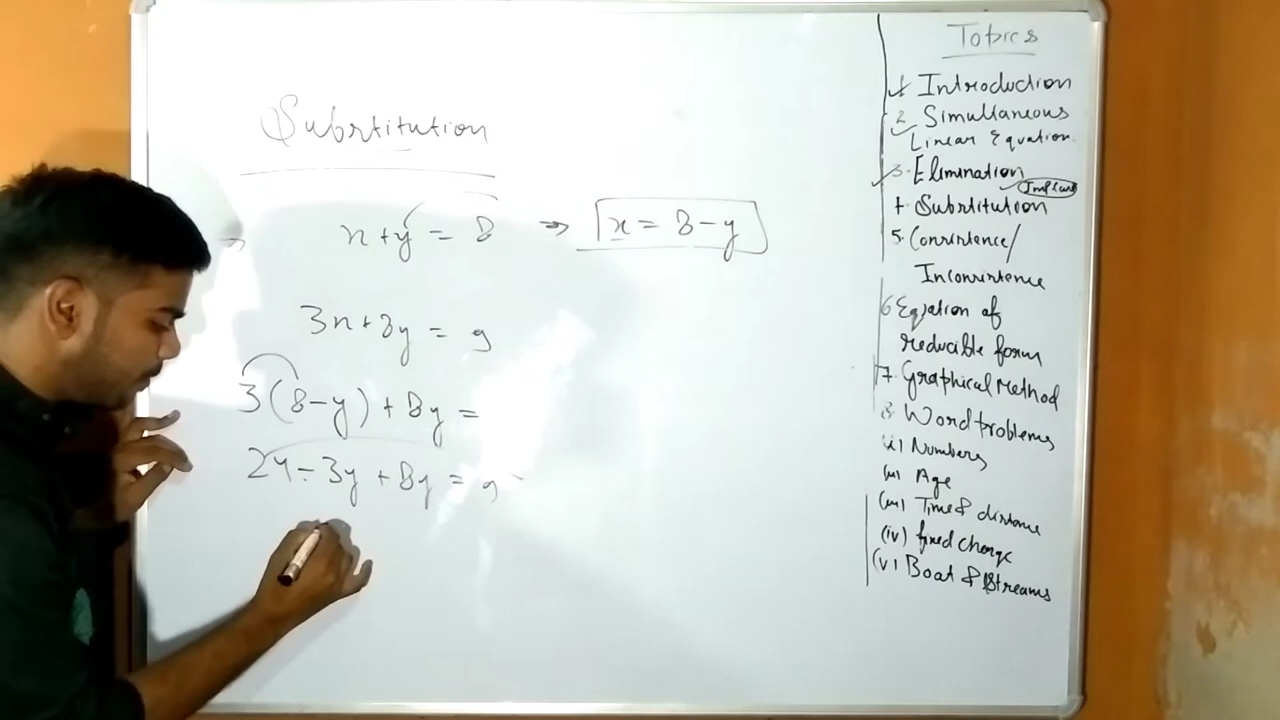 Substitution
x+y = 8 ⇒ x = 8-y
3x+8y = 9
3(8-y) + 8y =
24 - 3y + 8y = 9
Topics
1 Introduction
2. Simultaneous
Linear Equation.
3. Elimination
4. Substitution
5. Consistence/
Inconsistence
6 Equation of
reducible form
7. Graphical Method
8 Word problems
(i) Numbers
(ii) Age
(iii) Time & distance
(iv) fixed charge
(v) Boat & Streams